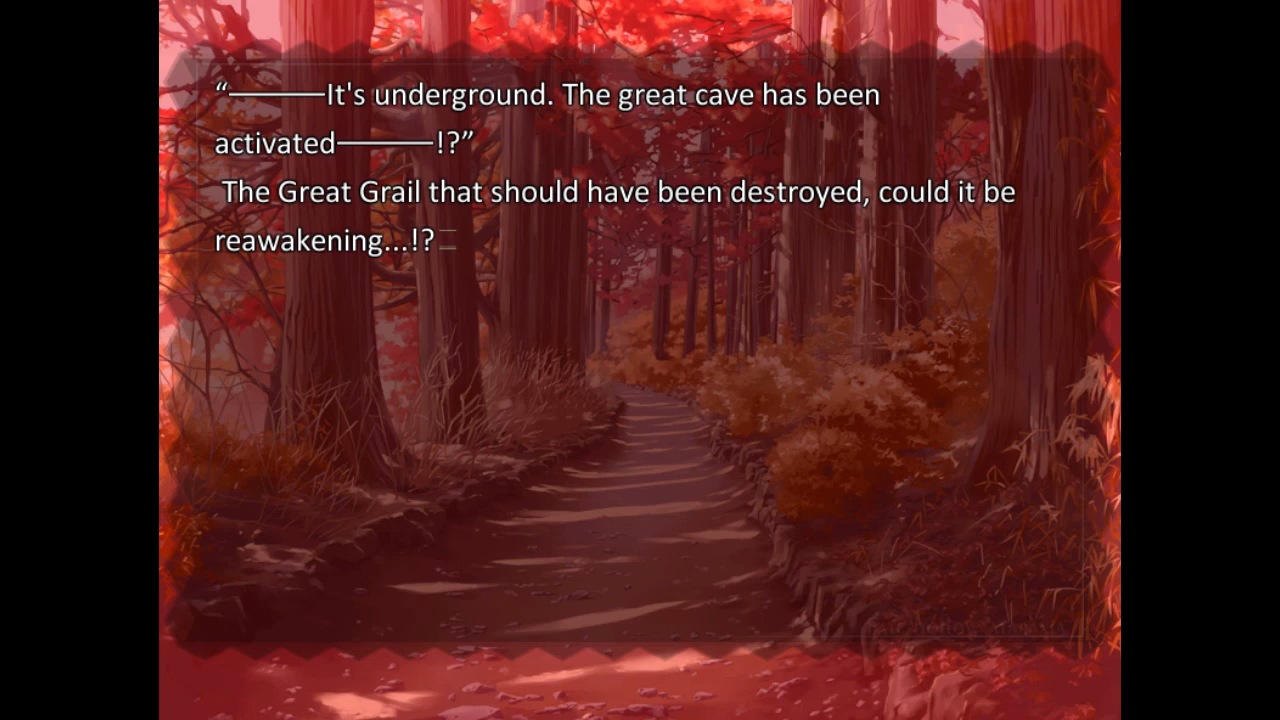 “———It's underground. The great cave has been
activated———!?”
The Great Grail that should have been destroyed, could it be
reawakening...!?